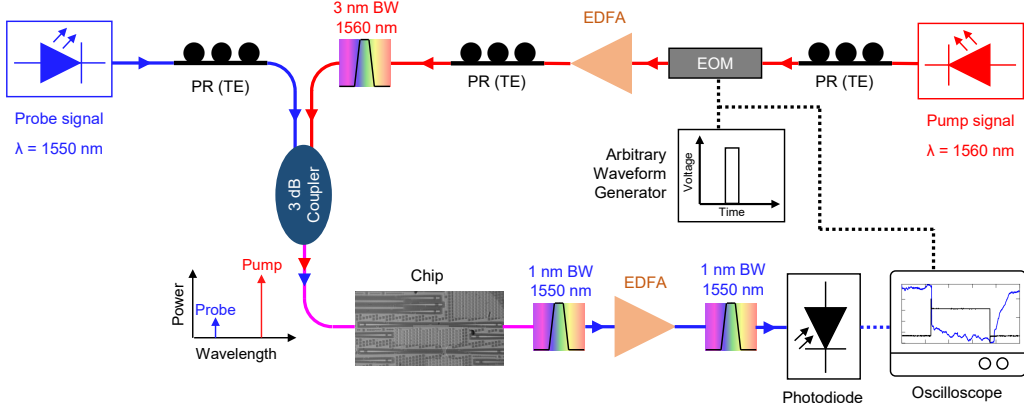 3 nm BW
1560 nm
EDFA
EOM
PR (TE)
PR (TE)
PR (TE)
Probe signal
λ = 1550 nm
Pump signal
λ = 1560 nm
Arbitrary
Waveform
Generator
Voltage
Time
3 dB
Coupler
Power
Pump
Probe
Wavelength
Chip
1 nm BW
1550 nm
EDFA
1 nm BW
1550 nm
Photodiode
Oscilloscope